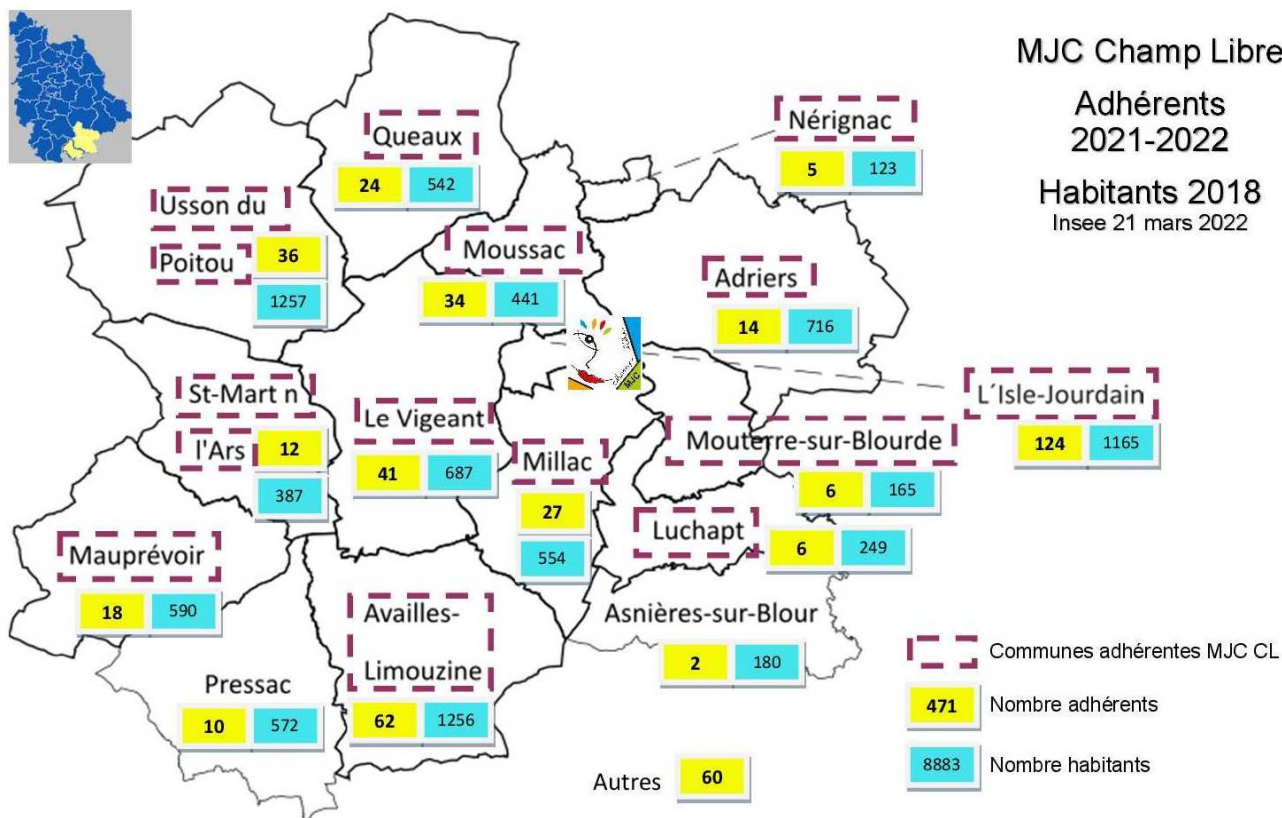 MJC Champ Libre
Adhérents
2021-2022
Habitants 2018
Insee 21 mars 2022
Nérignac
5 123
Queaux
24 542
Usson du
Poitou 36
1257
Moussac
34 441
Adriers
14 716
MJC
St-Mart n
l'Ars 12
387
Le Vigeant
41 687
Millac
27
554
Mouterre-sur-Blourde
6 165
L´Isle-Jourdain
124 1165
Luchapt
6 249
Mauprévoir
18 590
Availles-
Limouzine
62 1256
Asnières-sur-Blour
2 180
Pressac
10 572
Autres 60
Communes adhérentes MJC CL
471 Nombre adhérents
8883 Nombre habitants